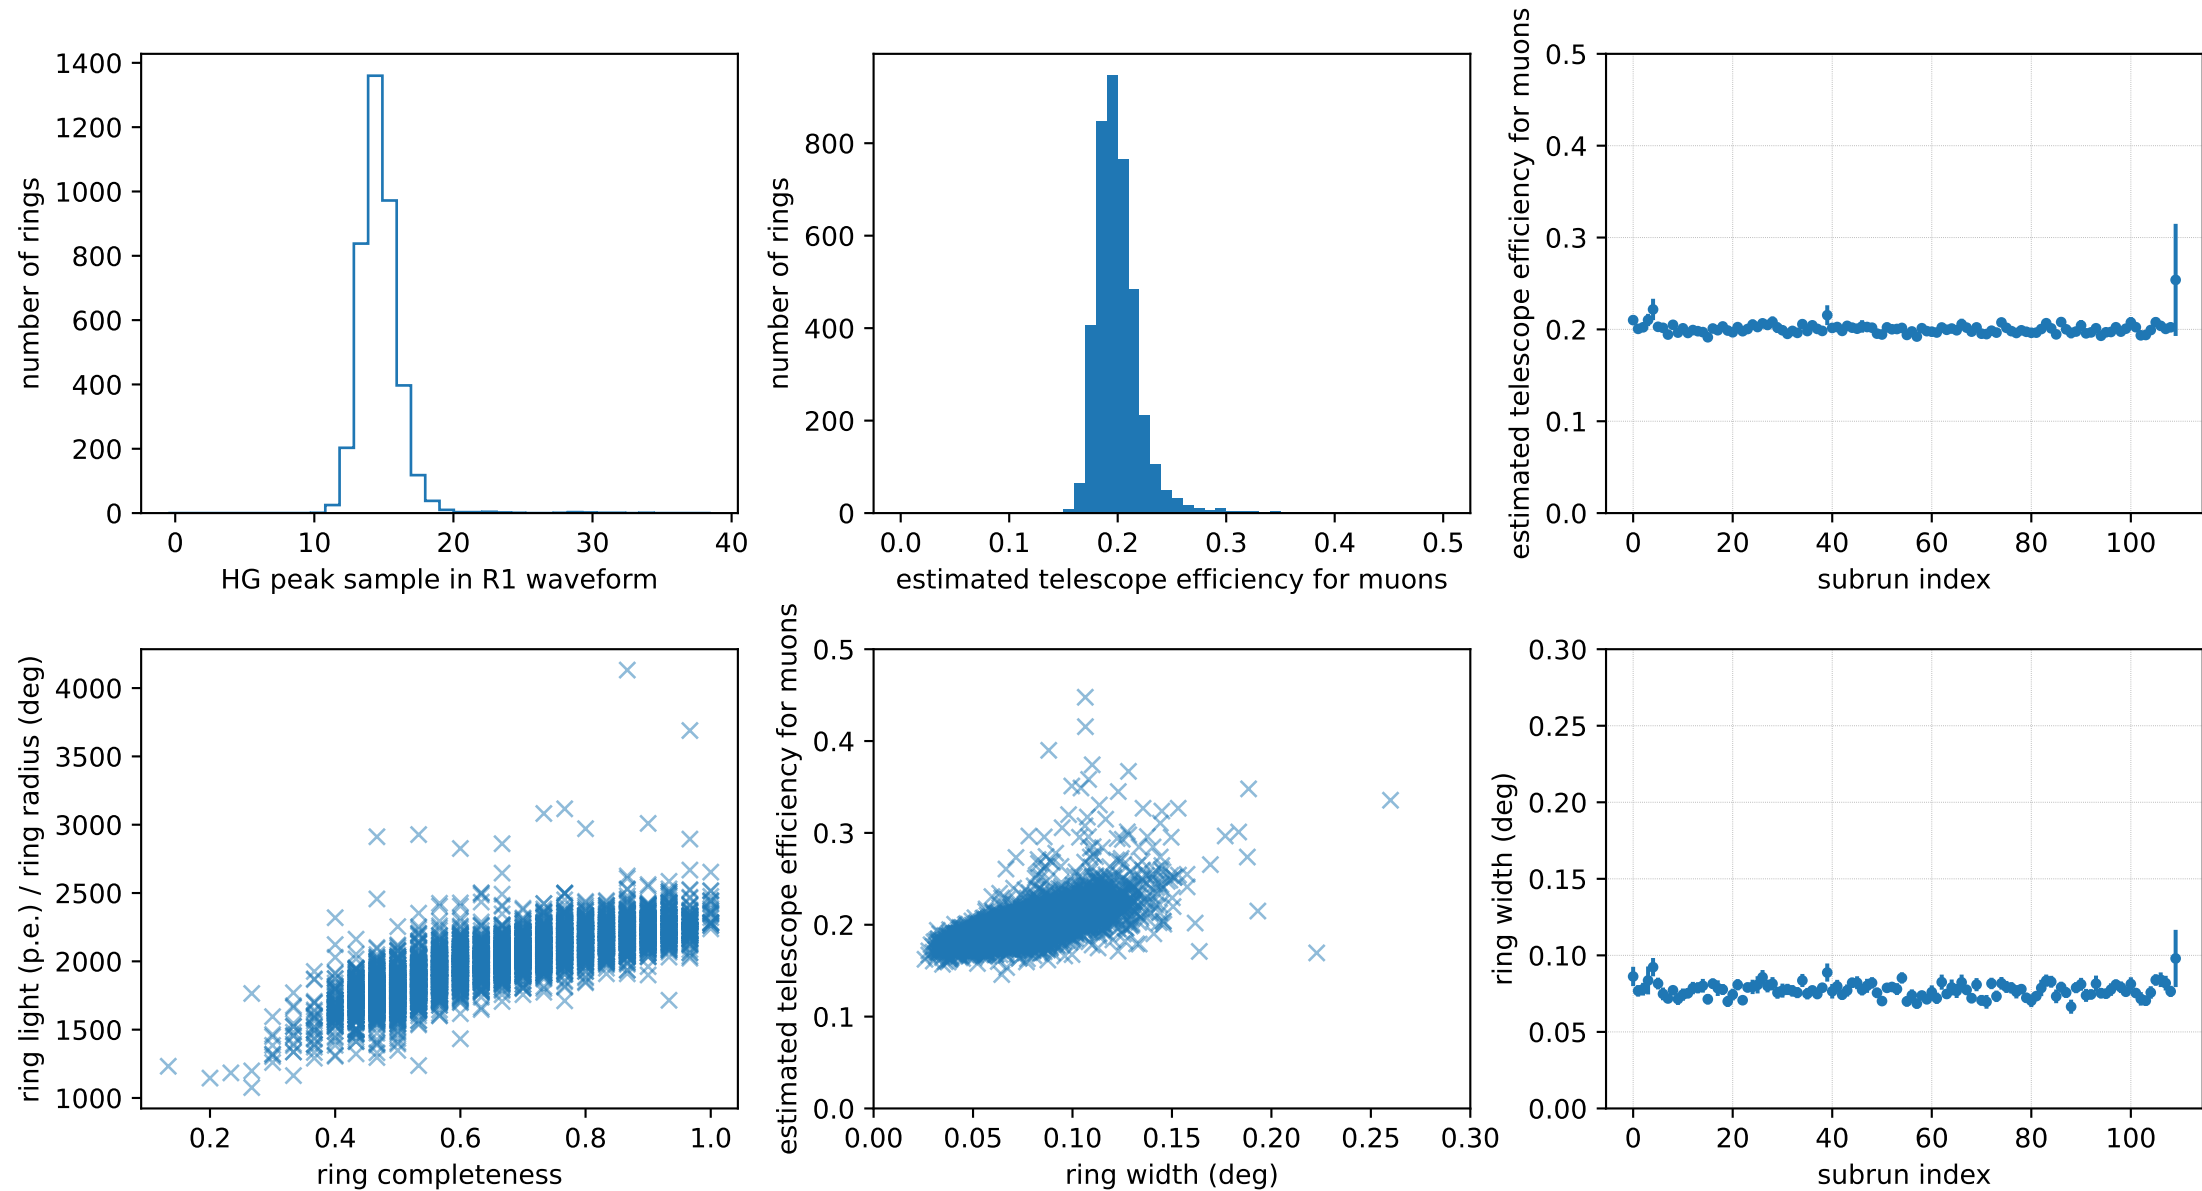 1400
1200
1000
800
600
400
200
0
number of rings
0 10 20 30 40
HG peak sample in R1 waveform
800
600
400
200
0
number of rings
0.0 0.1 0.2 0.3 0.4 0.5
estimated telescope efficiency for muons
0.5
0.4
0.3
0.2
0.1
0.0
estimated telescope efficiency for muons
0 20 40 60 80 100
subrun index
4000
3500
3000
2500
2000
1500
1000
ring light (p.e.) / ring radius (deg)
0.2 0.4 0.6 0.8 1.0
ring completeness
0.5
0.4
0.3
0.2
0.1
0.0
estimated telescope efficiency for muons
0.00 0.05 0.10 0.15 0.20 0.25 0.30
ring width (deg)
0.30
0.25
0.20
0.15
0.10
0.05
0.00
ring width (deg)
0 20 40 60 80 100
subrun index